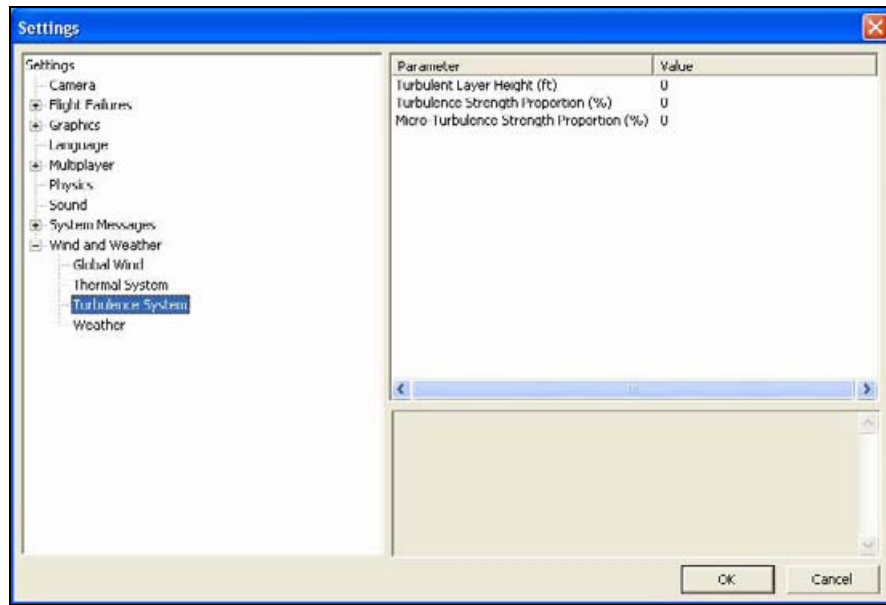 Settings
Settings
Camera
Flight Failures
Graphics
Language
Multiplayer
Physics
Sound
System Messages
Wind and Weather
Global Wind
Thermal System
Turbulence System
Weather
Parameter Value
Turbulent Layer Height (ft) 0
Turbulence Strength Proportion (%) 0
Micro-Turbulence Strength Proportion (%) 0
OK Cancel